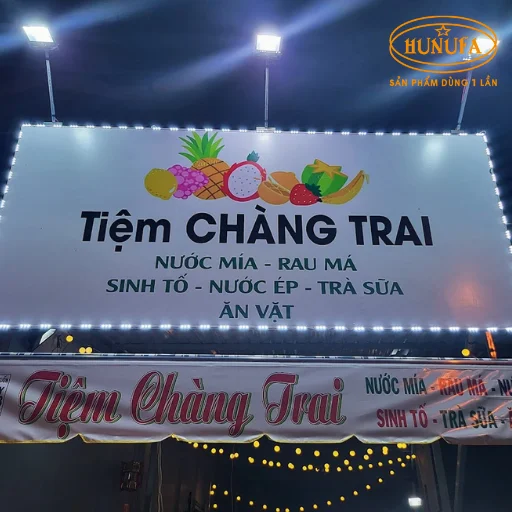 HUNUFA
SẢN PHẨM DÙNG 1 LẦN
Tiệm CHÀNG TRAI
NƯỚC MÍA - RAU MÁ
SINH TỐ - NƯỚC ÉP - TRÀ SỮA
ĂN VẶT
Tiệm Chàng Trai
NƯỚC MÍA - RAU MÁ -
SINH TỐ - TRÀ SỮA -